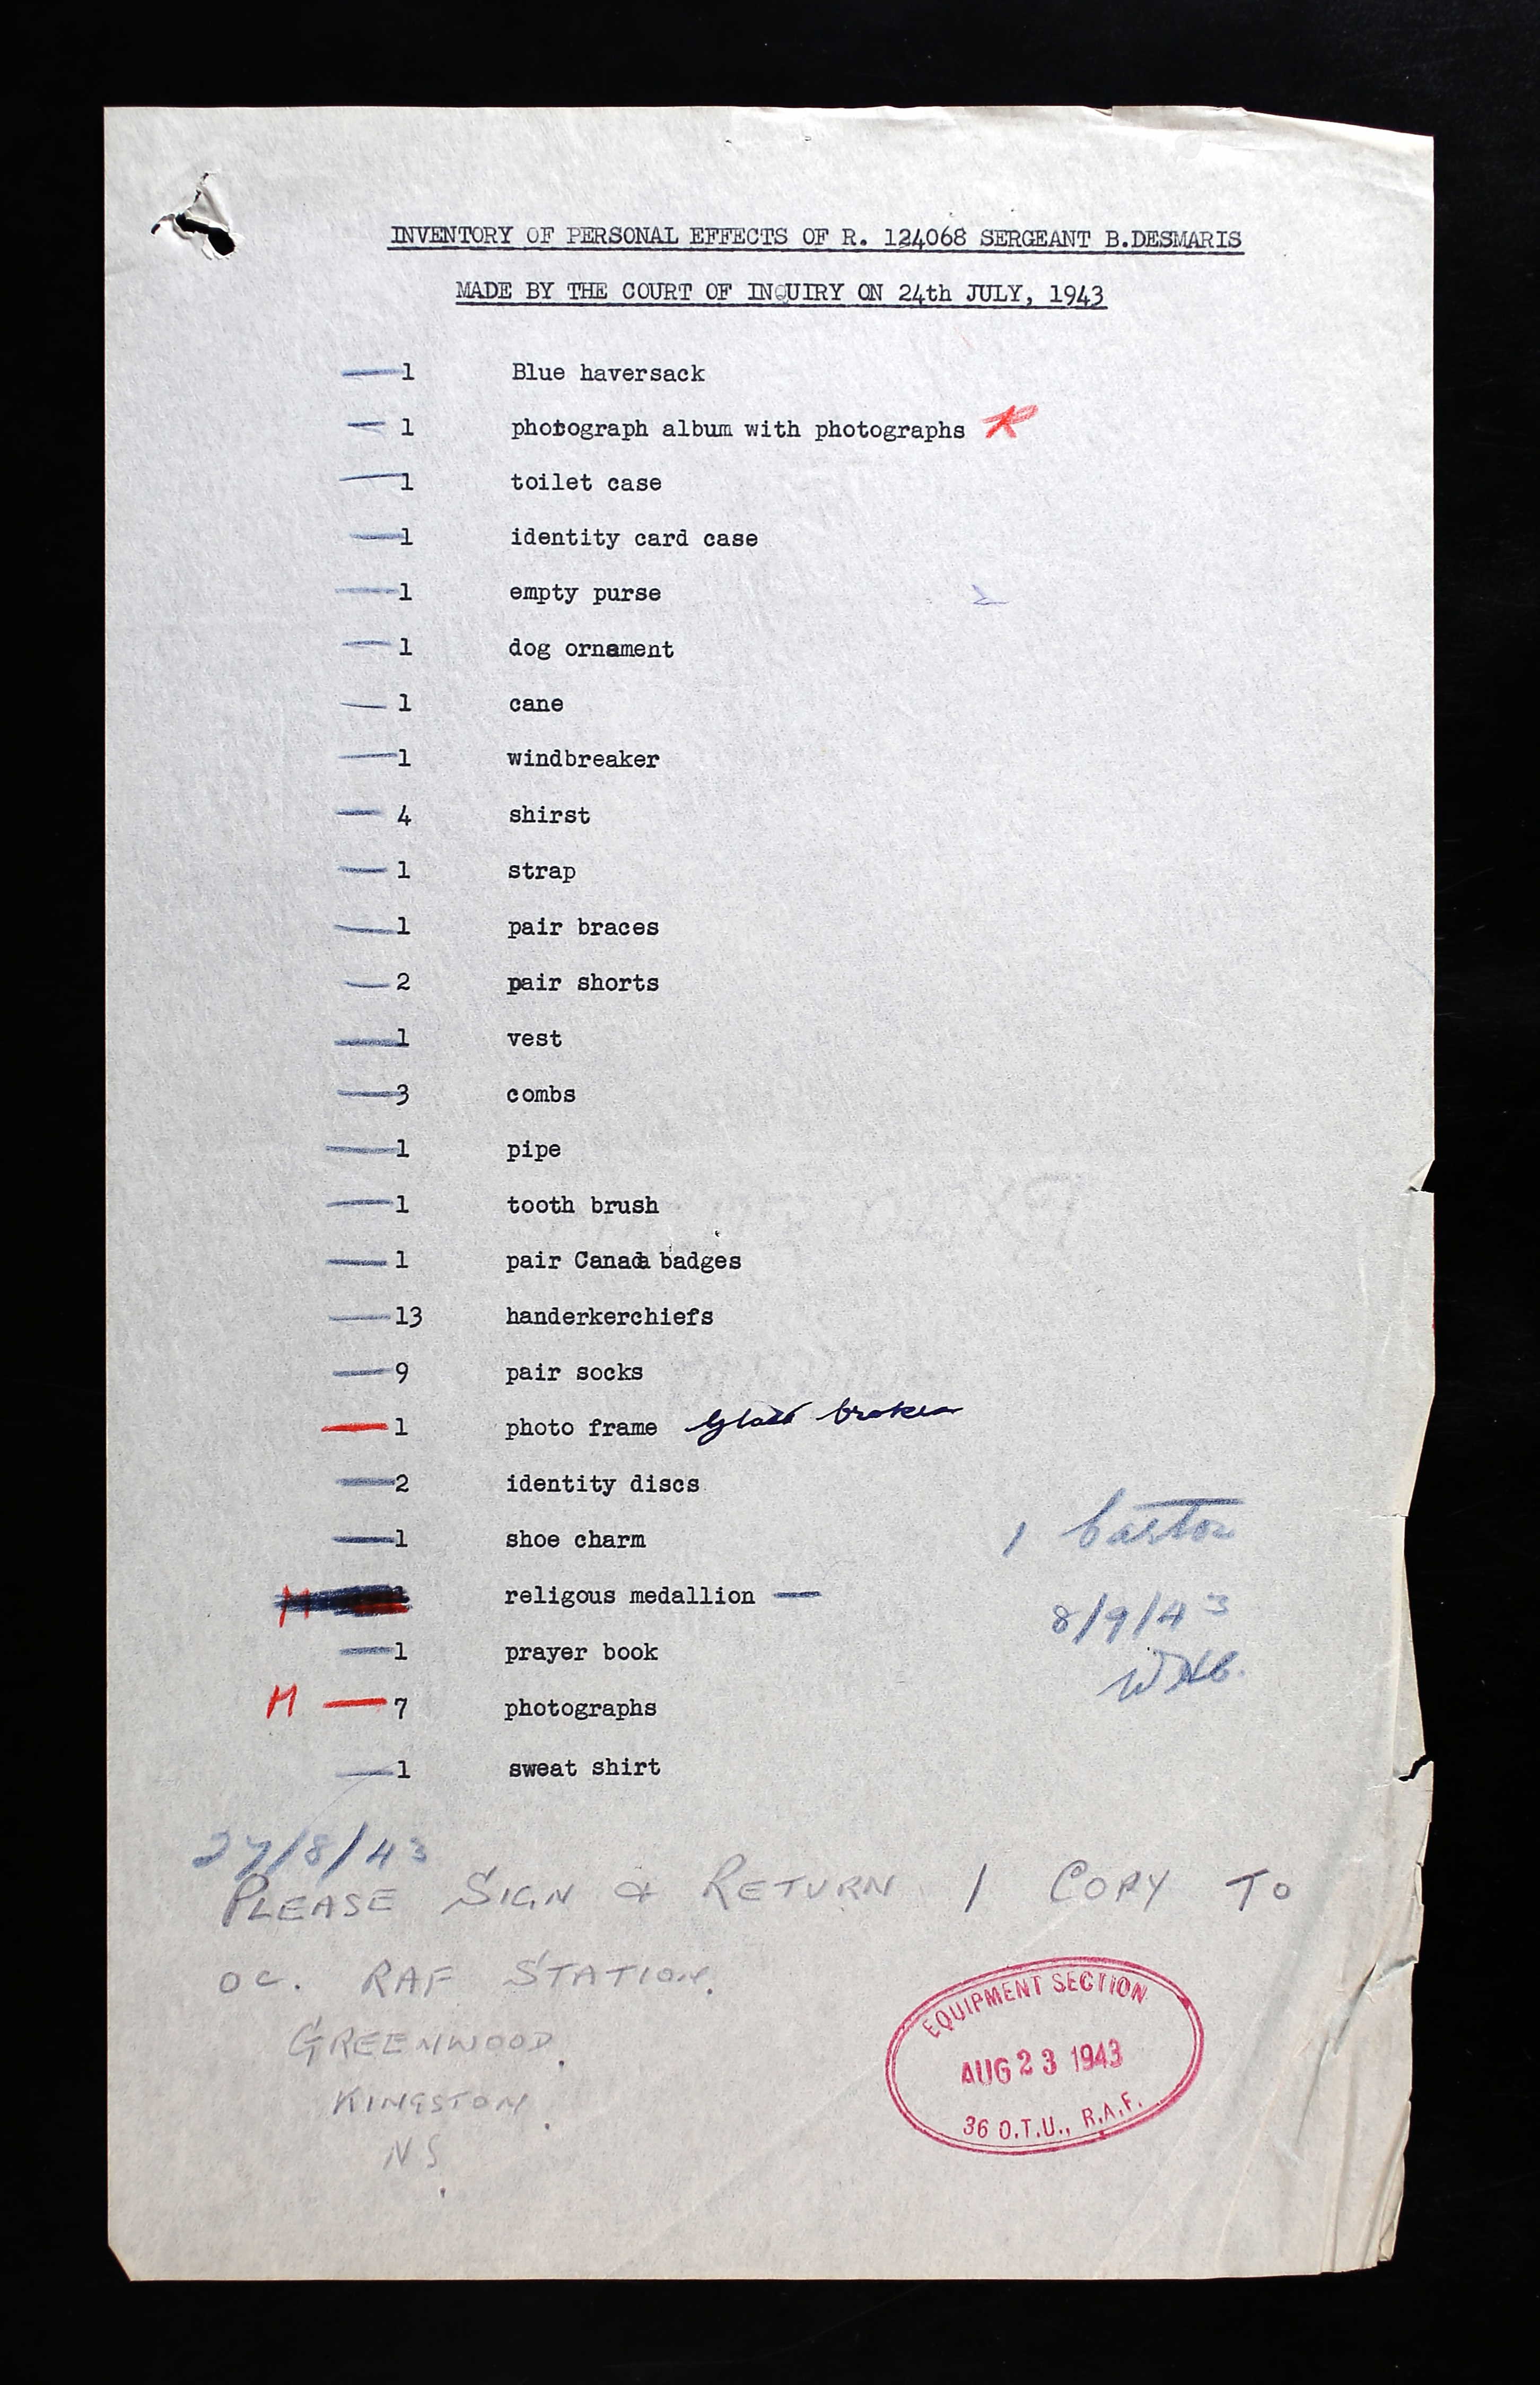 INVENTORY OF PERSONAL EFFECTS OF R. 124068 SERGEANT B.DESMARIS
MADE BY THE COURT OF INQUIRY ON 24th JULY, 1943
1 Blue haversack
1 photograph album with photographs
1 toilet case
1 identity card case
1 empty purse
1 dog ornament
1 cane
1 windbreaker
4 shirst
1 strap
1 pair braces
2 pair shorts
1 vest
3 combs
1 pipe
1 tooth brush
1 pair Canada badges
13 handerkerchiefs
9 pair socks
1 photo frame Glass broken
2 identity discs
1 shoe charm
M religous medallion —
1 prayer book
M 7 photographs
1 sweat shirt
1 Carton
8/9/43
27/8/43
PLEASE SIGN & RETURN 1 COPY TO
OC. RAF STATION.
GREENWOOD.
KINGSTON.
NS.
EQUIPMENT SECTION
AUG 23 1943
36 O.T.U., R.A.F.